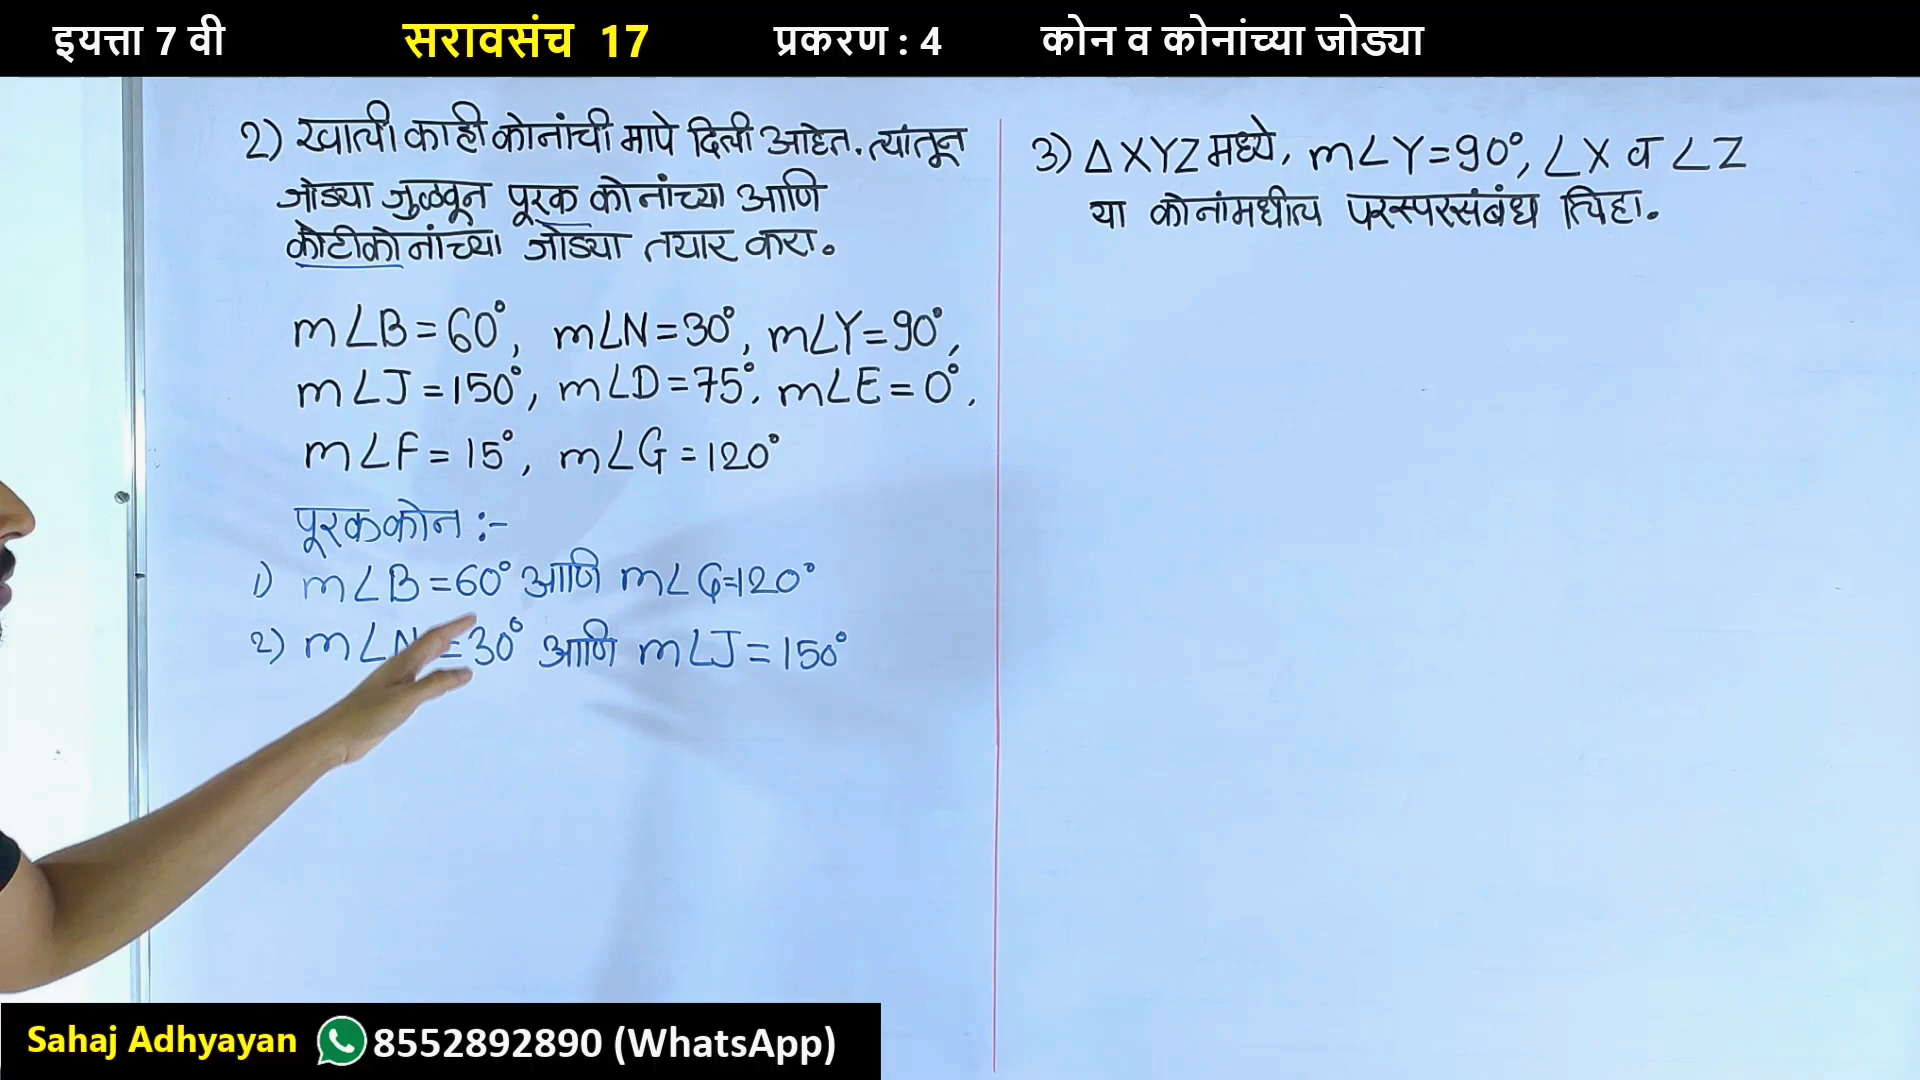 इयत्ता 7 वी सरावसंच 17 प्रकरण : 4 कोन व कोनांच्या जोड्या
2) खाली काही कोनांची मापे दिली आहेत. त्यांतून
जोड्या जुळवून पूरक कोनांच्या आणि
कोटीकोनांच्या जोड्या तयार करा.
m∠B=60°, m∠N=30°, m∠Y=90°,
m∠J=150°, m∠D=75°. m∠E=0°.
m∠F=15°, m∠G=120°
पूरककोन :-
1) m∠B=60° आणि m∠G=120°
2) m∠N=30° आणि m∠J=150°
3) ΔXYZ मध्ये, m∠Y=90°, ∠X व ∠Z
या कोनांमधील परस्परसंबंध लिहा.
Sahaj Adhyayan 8552892890 (WhatsApp)